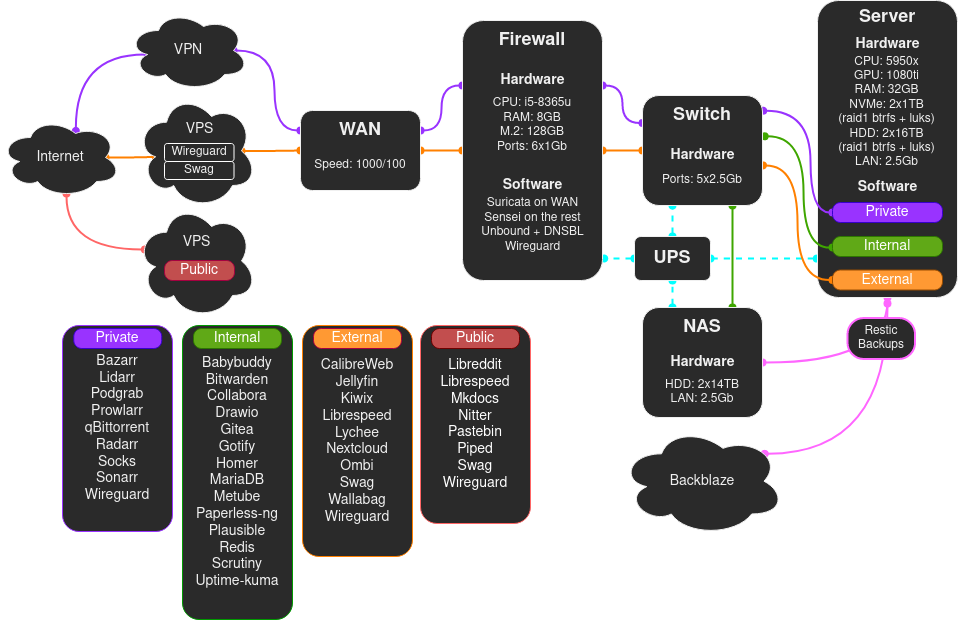 VPN
Internet
VPS
Wireguard
Swag
VPS
Public
WAN
Speed: 1000/100
Firewall
Hardware
CPU: i5-8365u
RAM: 8GB
M.2: 128GB
Ports: 6x1Gb
Software
Suricata on WAN
Sensei on the rest
Unbound + DNSBL
Wireguard
Switch
Hardware
Ports: 5x2.5Gb
UPS
NAS
Hardware
HDD: 2x14TB
LAN: 2.5Gb
Server
Hardware
CPU: 5950x
GPU: 1080ti
RAM: 32GB
NVMe: 2x1TB
(raid1 btrfs + luks)
HDD: 2x16TB
(raid1 btrfs + luks)
LAN: 2.5Gb
Software
Private
Internal
External
Restic
Backups
Backblaze
Private
Bazarr
Lidarr
Podgrab
Prowlarr
qBittorrent
Radarr
Socks
Sonarr
Wireguard
Internal
Babybuddy
Bitwarden
Collabora
Drawio
Gitea
Gotify
Homer
MariaDB
Metube
Paperless-ng
Plausible
Redis
Scrutiny
Uptime-kuma
External
CalibreWeb
Jellyfin
Kiwix
Librespeed
Lychee
Nextcloud
Ombi
Swag
Wallabag
Wireguard
Public
Libreddit
Librespeed
Mkdocs
Nitter
Pastebin
Piped
Swag
Wireguard